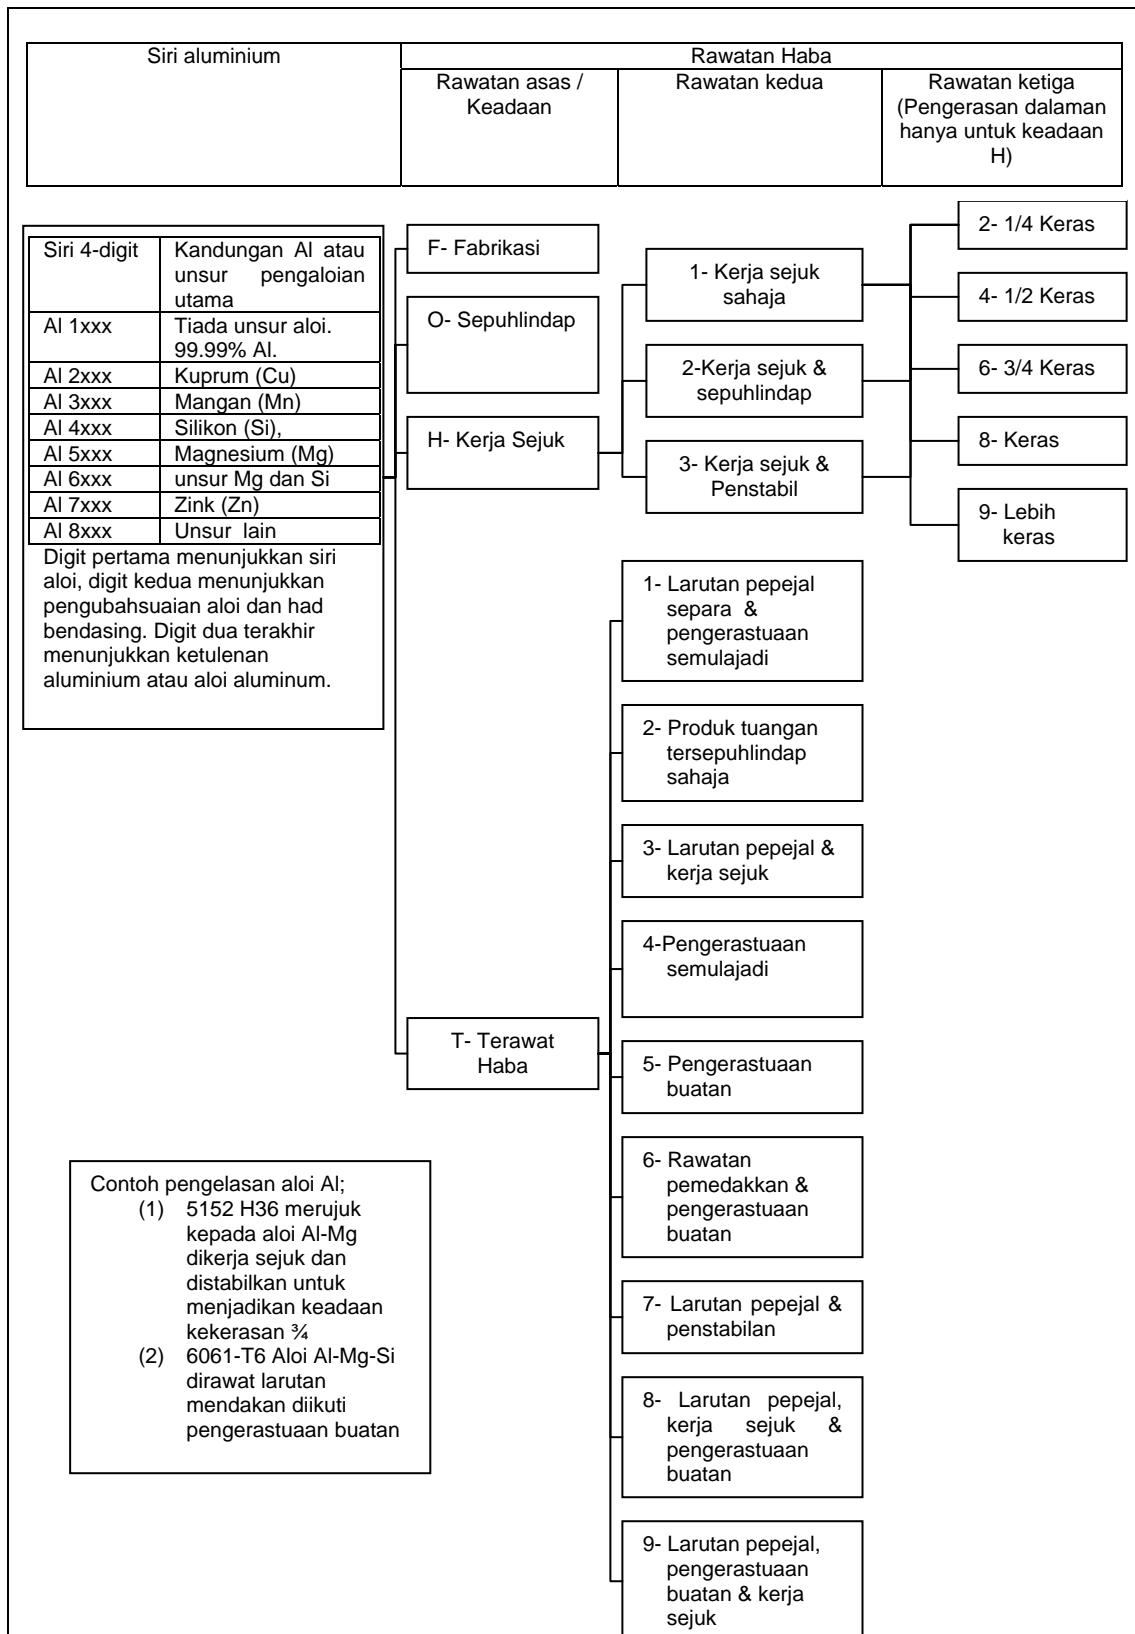 Siri aluminium
Rawatan Haba
Rawatan asas /
Keadaan
Rawatan kedua
Rawatan ketiga
(Pengerasan dalaman
hanya untuk keadaan
H)
Siri 4-digit
Kandungan Al atau
unsur pengaloian
utama
Al 1xxx
Tiada unsur aloi.
99.99% Al.
Al 2xxx
Kuprum (Cu)
Al 3xxx
Mangan (Mn)
Al 4xxx
Silikon (Si),
Al 5xxx
Magnesium (Mg)
Al 6xxx
unsur Mg dan Si
Al 7xxx
Zink (Zn)
Al 8xxx
Unsur lain
Digit pertama menunjukkan siri
aloi, digit kedua menunjukkan
pengubahsuaian aloi dan had
bendasing. Digit dua terakhir
menunjukkan ketulenan
aluminium atau aloi aluminum.
F- Fabrikasi
O- Sepuhlindap
H- Kerja Sejuk
T- Terawat
Haba
1- Kerja sejuk
sahaja
2-Kerja sejuk &
sepuhlindap
3- Kerja sejuk &
Penstabil
2- 1/4 Keras
4- 1/2 Keras
6- 3/4 Keras
8- Keras
9- Lebih
keras
1- Larutan pepejal
separa &
pengerastuaan
semulajadi
2- Produk tuangan
tersepuhlindap
sahaja
3- Larutan pepejal &
kerja sejuk
4-Pengerastuaan
semulajadi
5- Pengerastuaan
buatan
6- Rawatan
pemedakkan &
pengerastuaan
buatan
7- Larutan pepejal &
penstabilan
8- Larutan pepejal,
kerja sejuk &
pengerastuaan
buatan
9- Larutan pepejal,
pengerastuaan
buatan & kerja
sejuk
Contoh pengelasan aloi Al;
(1) 5152 H36 merujuk
kepada aloi Al-Mg
dikerja sejuk dan
distabilkan untuk
menjadikan keadaan
kekerasan ¾
(2) 6061-T6 Aloi Al-Mg-Si
dirawat larutan
mendakan diikuti
pengerastuaan buatan